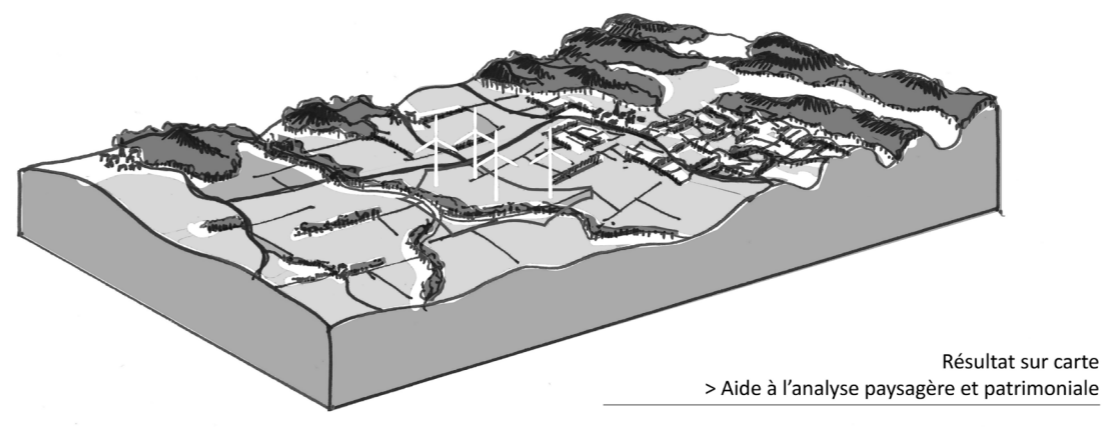 Résultat sur carte
> Aide à l’analyse paysagère et patrimoniale